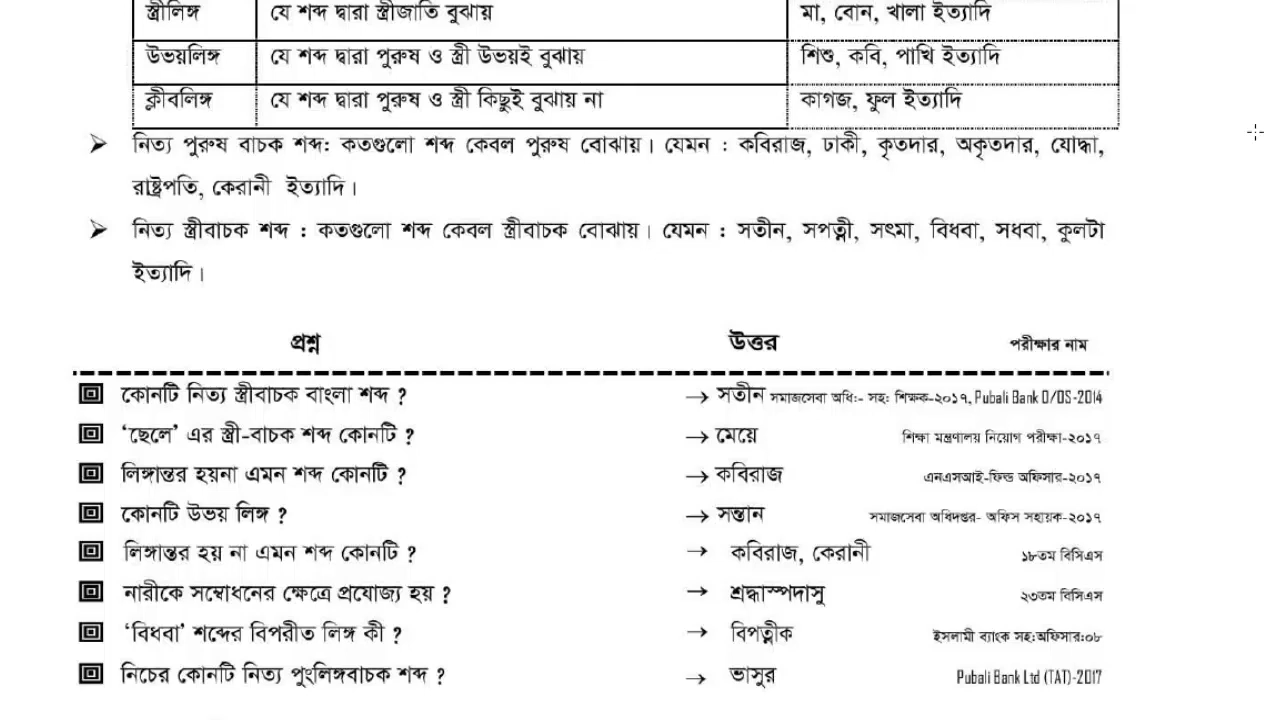 স্ত্রীলিঙ্গ যে শব্দ দ্বারা স্ত্রীজাতি বুঝায় মা, বোন, খালা ইত্যাদি
উভয়লিঙ্গ যে শব্দ দ্বারা পুরুষ ও স্ত্রী উভয়ই বুঝায় শিশু, কবি, পাখি ইত্যাদি
ক্লীবলিঙ্গ যে শব্দ দ্বারা পুরুষ ও স্ত্রী কিছুই বুঝায় না কাগজ, ফুল ইত্যাদি
➢ নিত্য পুরুষ বাচক শব্দ: কতগুলো শব্দ কেবল পুরুষ বোঝায়। যেমন : কবিরাজ, ঢাকী, কৃতদার, অকৃতদার, যোদ্ধা,
রাষ্ট্রপতি, কেরানী ইত্যাদি।
➢ নিত্য স্ত্রীবাচক শব্দ : কতগুলো শব্দ কেবল স্ত্রীবাচক বোঝায়। যেমন : সতীন, সপত্নী, সৎমা, বিধবা, সধবা, কুলটা
ইত্যাদি।
প্রশ্ন উত্তর পরীক্ষার নাম
কোনটি নিত্য স্ত্রীবাচক বাংলা শব্দ ? → সতীন সমাজসেবা অধি:- সহ: শিক্ষক-২০১৭, Pubali Bank O/OS-2014
‘ছেলে’ এর স্ত্রী-বাচক শব্দ কোনটি ? → মেয়ে শিক্ষা মন্ত্রণালয় নিয়োগ পরীক্ষা-২০১৭
লিঙ্গান্তর হয়না এমন শব্দ কোনটি ? → কবিরাজ এনএসআই-ফিল্ড অফিসার-২০১৭
কোনটি উভয় লিঙ্গ ? → সন্তান সমাজসেবা অধিদপ্তর- অফিস সহায়ক-২০১৭
লিঙ্গান্তর হয় না এমন শব্দ কোনটি ? → কবিরাজ, কেরানী ১৮তম বিসিএস
নারীকে সম্বোধনের ক্ষেত্রে প্রযোজ্য হয় ? → শ্রদ্ধাস্পদাসু ২৩তম বিসিএস
‘বিধবা’ শব্দের বিপরীত লিঙ্গ কী ? → বিপত্নীক ইসলামী ব্যাংক সহ:অফিসার:০৮
নিচের কোনটি নিত্য পুংলিঙ্গবাচক শব্দ ? → ভাসুর Pubali Bank Ltd (TAT)-2017